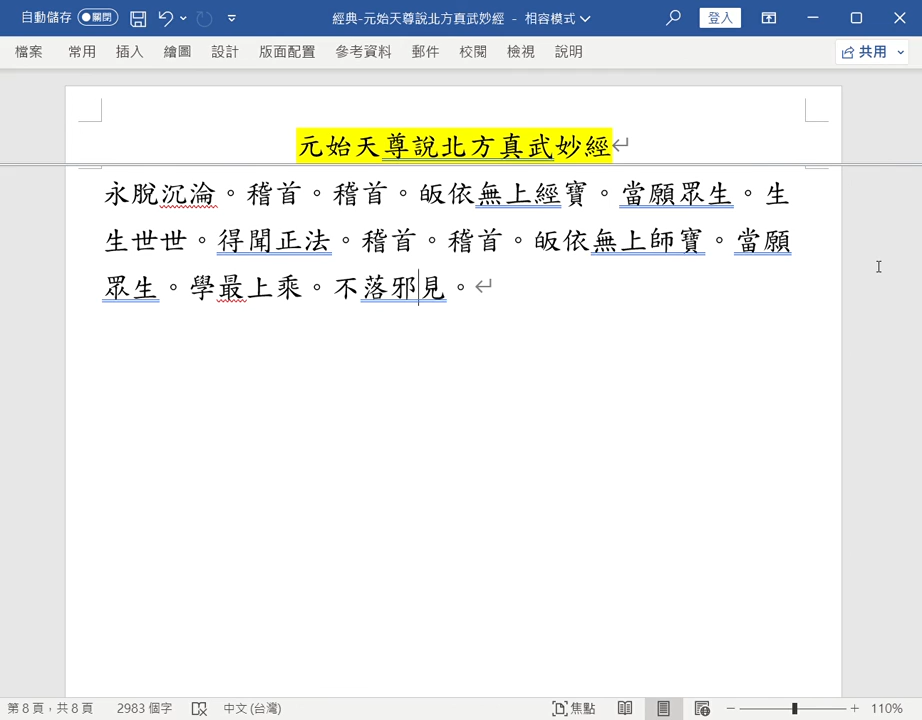 自動儲存 關閉 經典-元始天尊說北方真武妙經 - 相容模式 登入
檔案 常用 插入 繪圖 設計 版面配置 參考資料 郵件 校閱 檢視 說明 共用
元始天尊說北方真武妙經
永脫沉淪。稽首。稽首。皈依無上經寶。當願眾生。生
生世世。得聞正法。稽首。稽首。皈依無上師寶。當願
眾生。學最上乘。不落邪見。
第 8 頁，共 8 頁 2983 個字 中文 (台灣) 焦點 110%